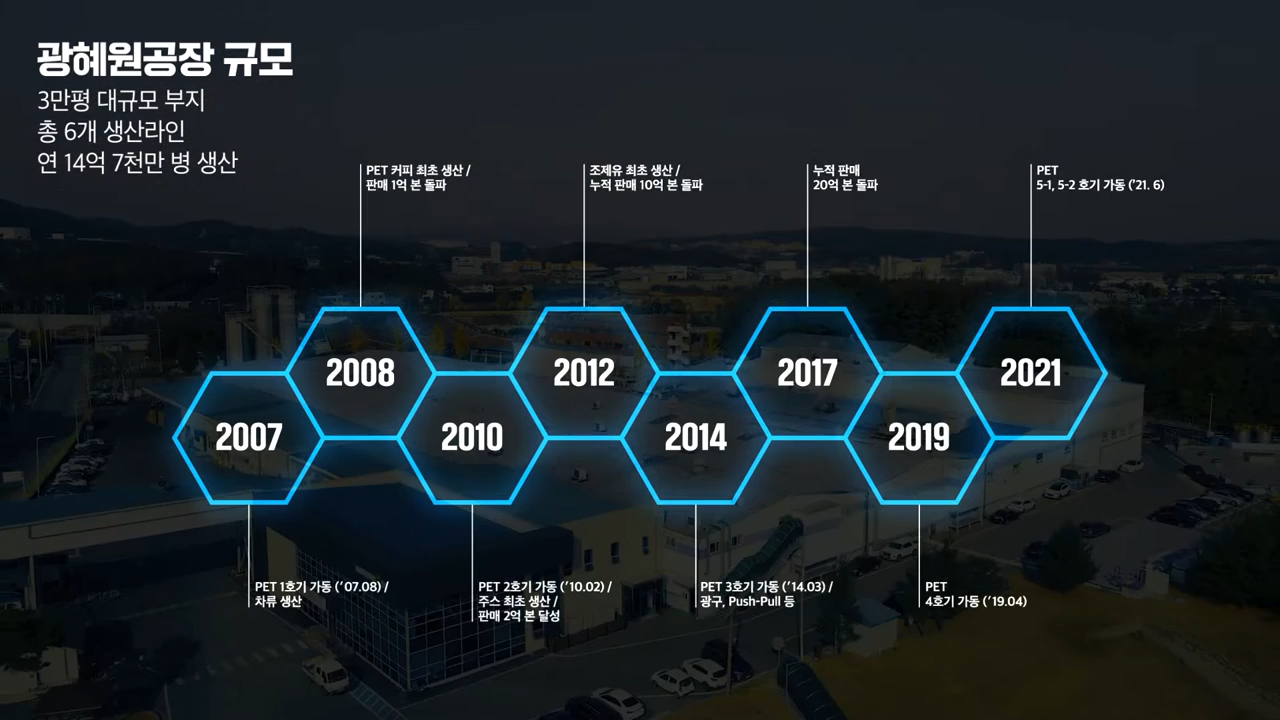 광혜원공장 규모
3만평 대규모 부지
총 6개 생산라인
연 14억 7천만 병 생산
PET 커피 최초 생산 /
판매 1억 본 돌파
조제유 최초 생산 /
누적 판매 10억 본 돌파
누적 판매
20억 본 돌파
PET
5-1, 5-2 호기 가동 ('21. 6)
2008
2012
2017
2021
2007
2010
2014
2019
PET 1호기 가동 (’07.08) /
차류 생산
PET 2호기 가동 (’10.02) /
주스 최초 생산 /
판매 2억 본 달성
PET 3호기 가동 (’14.03) /
광구, Push-Pull 등
PET
4호기 가동 (’19.04)